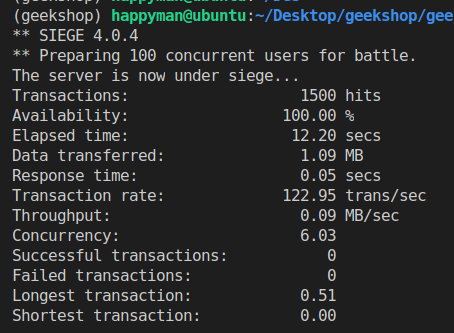 (geekshop) happyman@ubuntu:~/Desktop/geekshop/gee
** SIEGE 4.0.4
** Preparing 100 concurrent users for battle.
The server is now under siege...
Transactions: 1500 hits
Availability: 100.00 %
Elapsed time: 12.20 secs
Data transferred: 1.09 MB
Response time: 0.05 secs
Transaction rate: 122.95 trans/sec
Throughput: 0.09 MB/sec
Concurrency: 6.03
Successful transactions: 0
Failed transactions: 0
Longest transaction: 0.51
Shortest transaction: 0.00